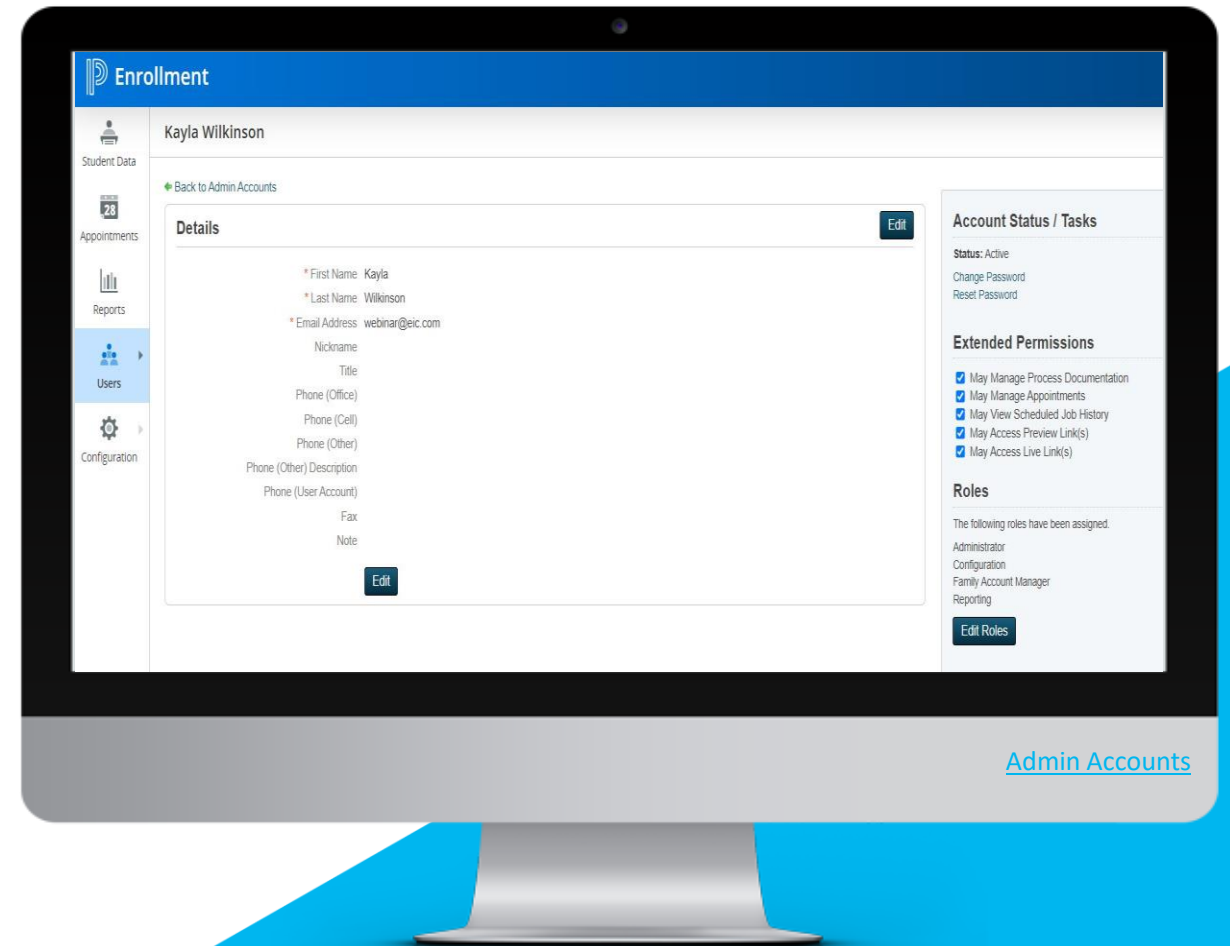 Enrollment
Student Data
28
Appointments
Reports
Users
Configuration
Kayla Wilkinson
Back to Admin Accounts
Details
Edit
* First Name Kayla
* Last Name Wilkinson
* Email Address webinar@eic.com
Nickname
Title
Phone (Office)
Phone (Cell)
Phone (Other)
Phone (Other) Description
Phone (User Account)
Fax
Note
Edit
Account Status / Tasks
Status: Active
Change Password
Reset Password
Extended Permissions
May Manage Process Documentation
May Manage Appointments
May View Scheduled Job History
May Access Preview Link(s)
May Access Live Link(s)
Roles
The following roles have been assigned.
Administrator
Configuration
Family Account Manager
Reporting
Edit Roles
Admin Accounts